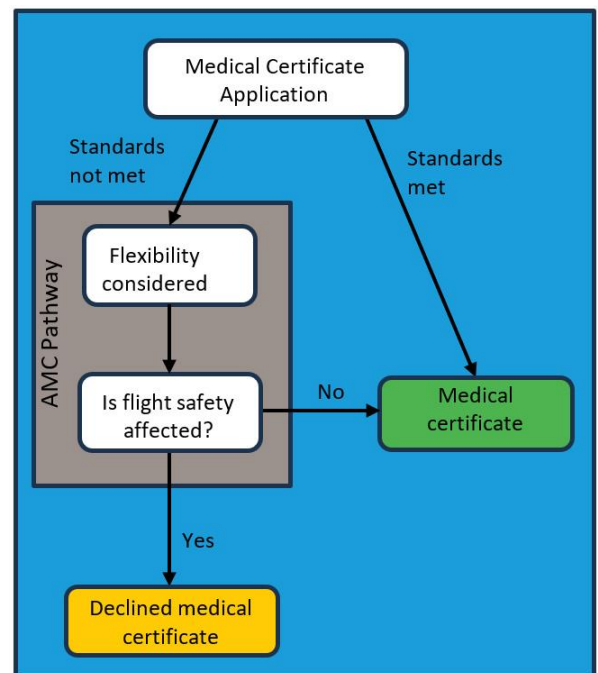 Medical Certificate
Application
Standards
not met
Standards
met
AMC Pathway
Flexibility
considered
Is flight safety
affected?
No
Medical
certificate
Yes
Declined medical
certificate